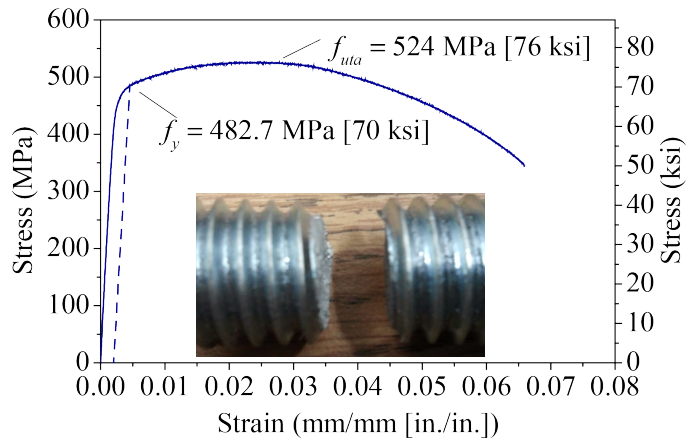 600
500
400
300
200
100
0
Stress (MPa)
f_uta = 524 MPa [76 ksi]
f_y = 482.7 MPa [70 ksi]
80
70
60
50
40
30
20
10
0
Stress (ksi)
0.00 0.01 0.02 0.03 0.04 0.05 0.06 0.07 0.08
Strain (mm/mm [in./in.])